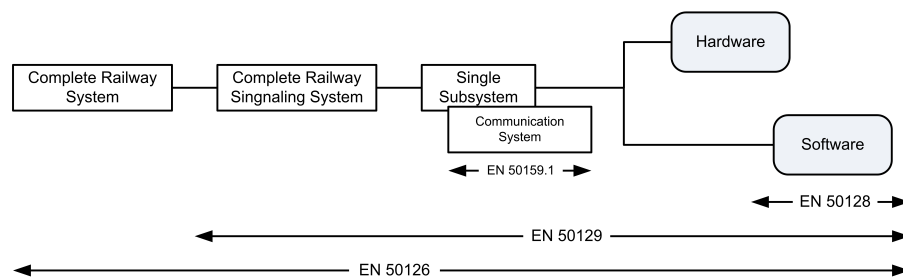 Hardware
Complete Railway
System
Complete Railway
Singnaling System
Single
Subsystem
Communication
System
Software
EN 50159.1
EN 50128
EN 50129
EN 50126